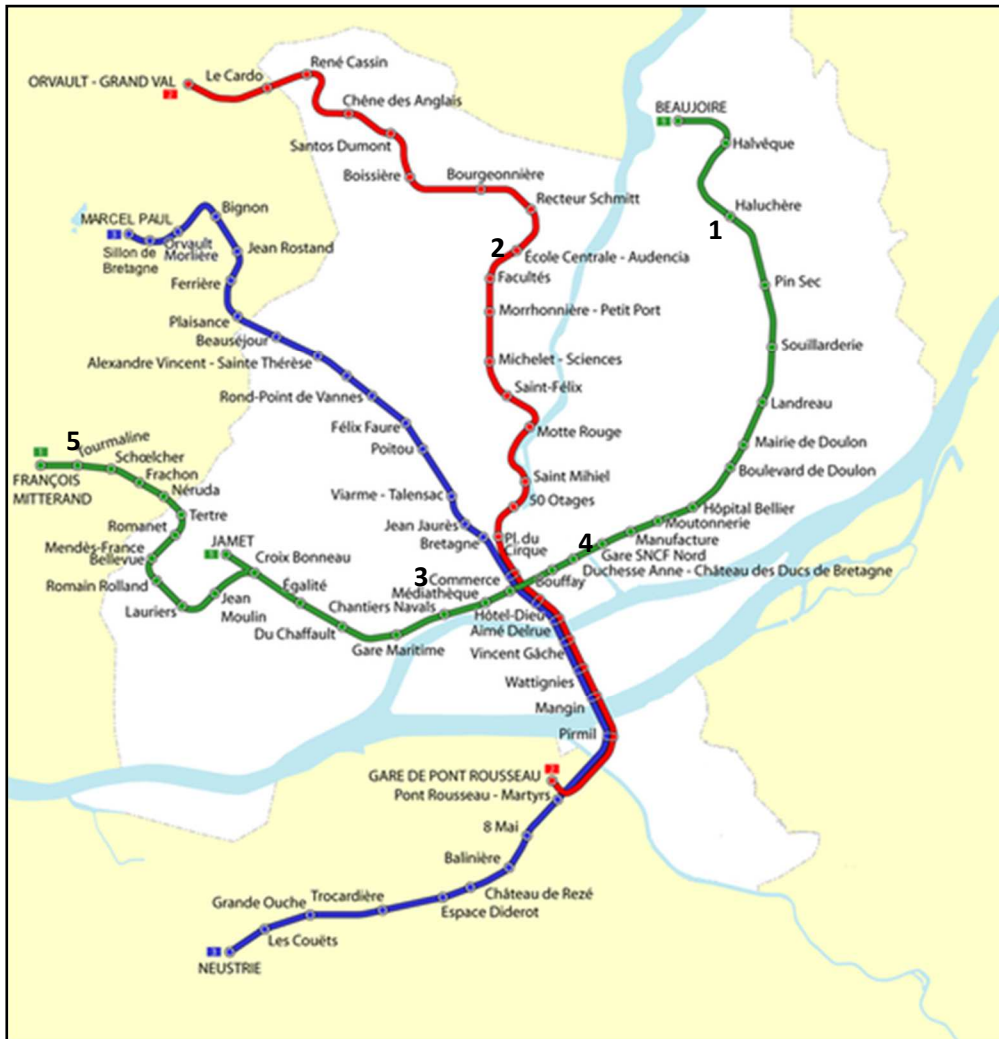 ORVAULT - GRAND VAL
2
Le Cardo
René Cassin
Chêne des Anglais
Santos Dumont
Boissière
Bourgeonnière
Recteur Schmitt
2
École Centrale - Audencia
Facultés
Morrhonnière - Petit Port
Michelet - Sciences
Saint-Félix
Motte Rouge
Saint Mihiel
50 Otages
Pl. du
Cirque
BEAUJOIRE
Halvêque
Haluchère
1
Pin Sec
Souillarderie
Landreau
Mairie de Doulon
Boulevard de Doulon
Hôpital Bellier
Moutonnerie
Manufacture
4
Gare SNCF Nord
Duchesse Anne - Château des Ducs de Bretagne
Bouffay
MARCEL PAUL
3
Sillon de
Bretagne
Orvault
Morlière
Bignon
Jean Rostand
Ferrière
Plaisance
Beauséjour
Alexandre Vincent - Sainte Thérèse
Rond-Point de Vannes
Félix Faure
Poitou
Viarme - Talensac
Jean Jaurès
Bretagne
3
Commerce
Médiathèque
Chantiers Navals
Gare Maritime
Du Chaffault
Égalité
Croix Bonneau
JAMET
1
5
Tourmaline
Schœlcher
Frachon
Néruda
Tertre
1
FRANÇOIS
MITTERAND
Romanet
Mendès-France
Bellevue
Romain Rolland
Lauriers
Jean
Moulin
Hôtel-Dieu
Aimé Delrue
Vincent Gâche
Wattignies
Mangin
Pirmil
2
GARE DE PONT ROUSSEAU
Pont Rousseau - Martyrs
8 Mai
Balinière
Château de Rezé
Espace Diderot
Trocardière
Grande Ouche
Les Couëts
3
NEUSTRIE